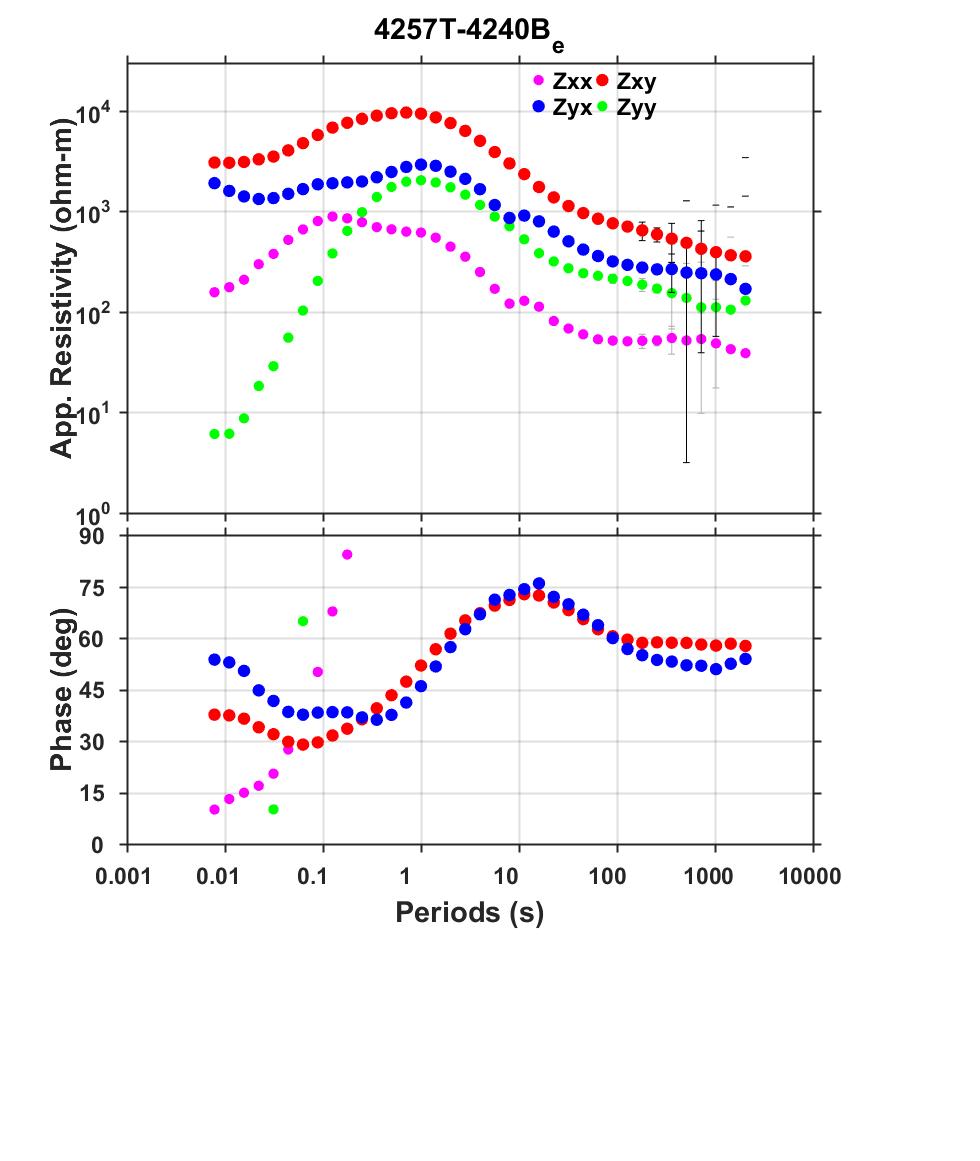 4257T-4240Be
Zxx Zxy
Zyx Zyy
App. Resistivity (ohm-m)
10^4
10^3
10^2
10^1
10^0
Phase (deg)
90
75
60
45
30
15
0
0.001 0.01 0.1 1 10 100 1000 10000
Periods (s)